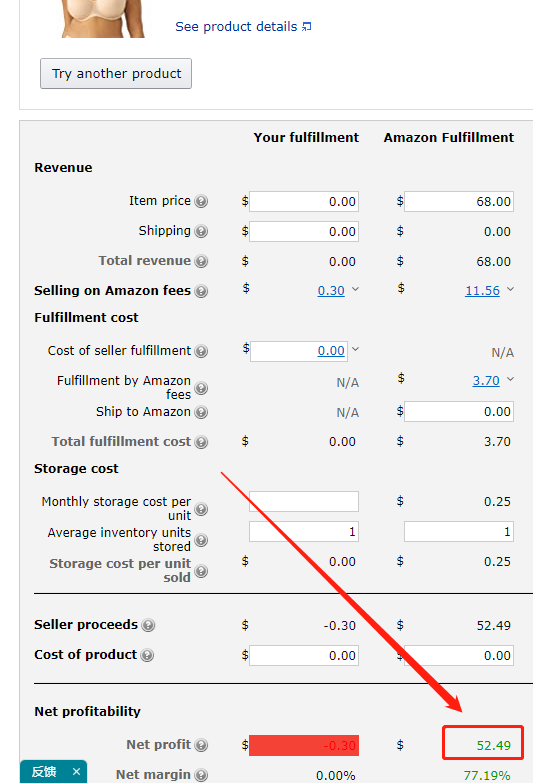 See product details
Try another product
Your fulfillment Amazon Fulfillment
Revenue
Item price $ 0.00 $ 68.00
Shipping $ 0.00 $ 0.00
Total revenue $ 0.00 $ 68.00
Selling on Amazon fees $ 0.30 $ 11.56
Fulfillment cost
Cost of seller fulfillment $ 0.00 N/A
Fulfillment by Amazon
fees N/A $ 3.70
Ship to Amazon N/A $ 0.00
Total fulfillment cost $ 0.00 $ 3.70
Storage cost
Monthly storage cost per
unit $ 0.25
Average inventory units
stored 1 1
Storage cost per unit
sold $ 0.00 $ 0.25
Seller proceeds $ -0.30 $ 52.49
Cost of product $ 0.00 $ 0.00
Net profitability
Net profit $ -0.30 $ 52.49
反馈 × Net margin 0.00% 77.19%